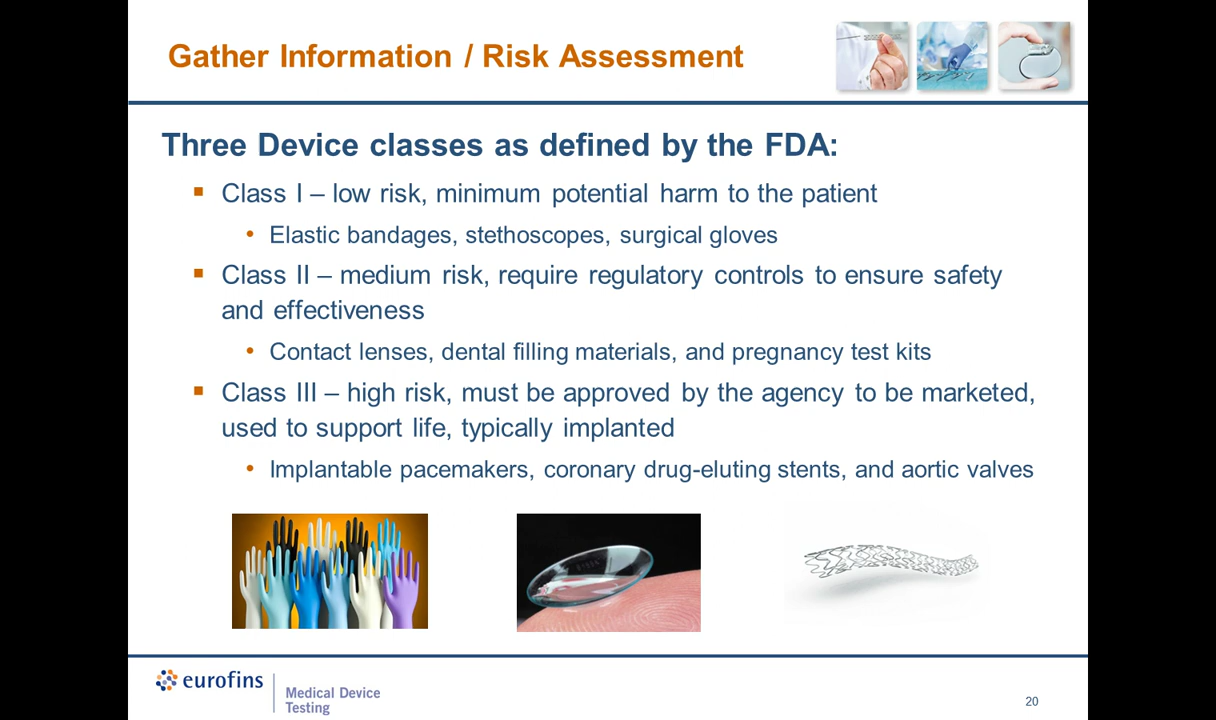 Gather Information / Risk Assessment
Three Device classes as defined by the FDA:
▪ Class I – low risk, minimum potential harm to the patient
• Elastic bandages, stethoscopes, surgical gloves
▪ Class II – medium risk, require regulatory controls to ensure safety
and effectiveness
• Contact lenses, dental filling materials, and pregnancy test kits
▪ Class III – high risk, must be approved by the agency to be marketed,
used to support life, typically implanted
• Implantable pacemakers, coronary drug-eluting stents, and aortic valves
eurofins
Medical Device
Testing
20